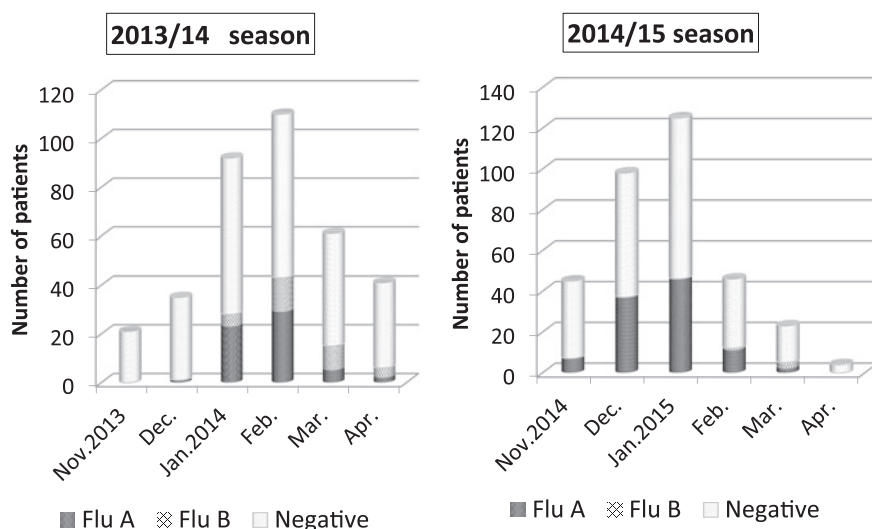 2013/14 season
Number of patients
120
100
80
60
40
20
0
Nov.2013
Dec.
Jan.2014
Feb.
Mar.
Apr.
Flu A Flu B Negative
2014/15 season
Number of patients
140
120
100
80
60
40
20
0
Nov.2014
Dec.
Jan.2015
Feb.
Mar.
Apr.
Flu A Flu B Negative